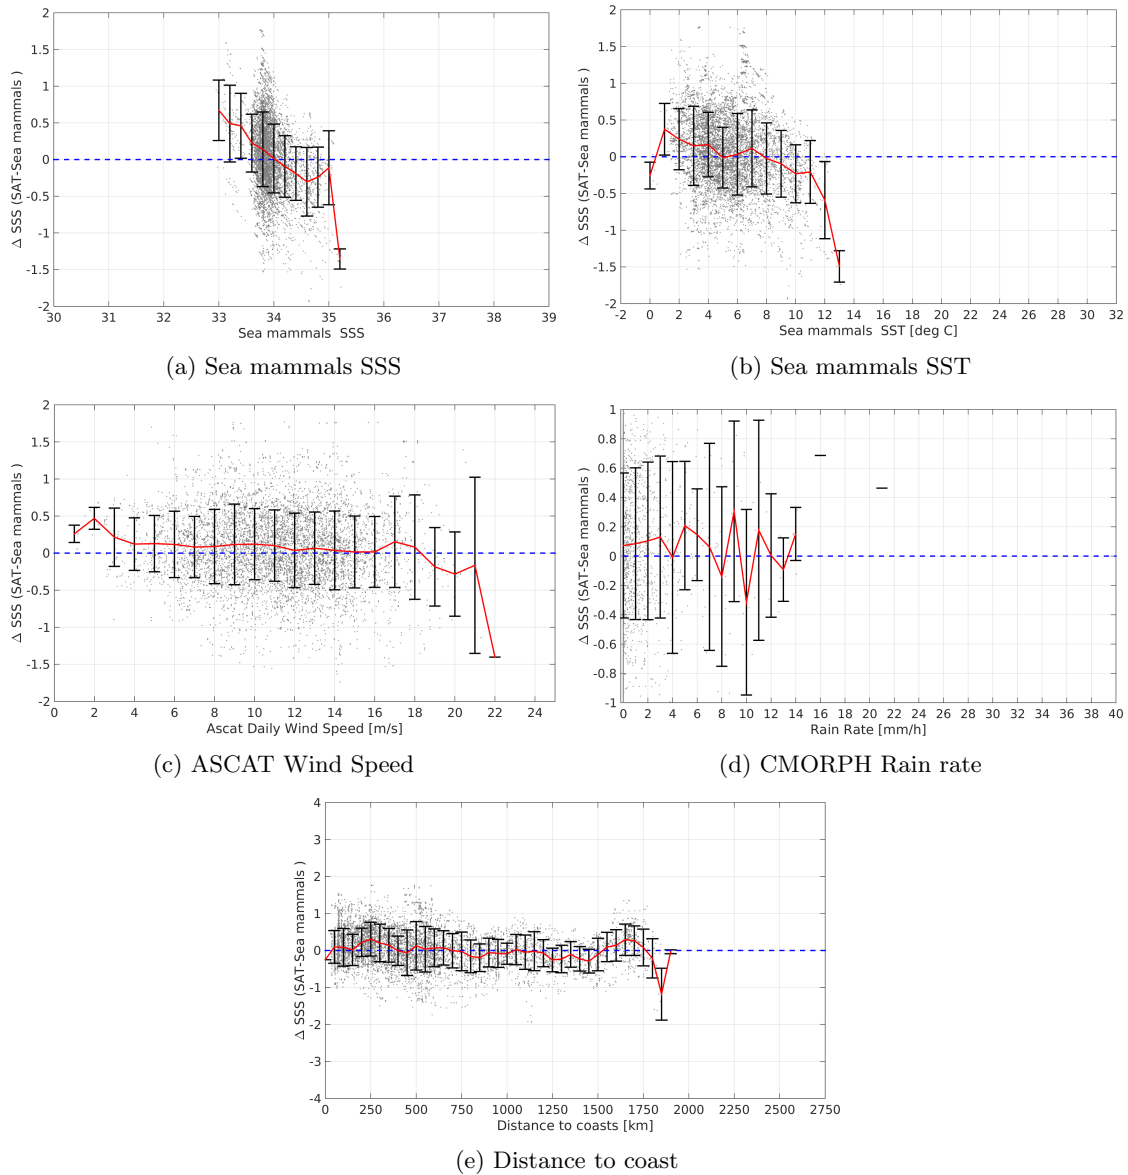 2
1.5
1
0.5
0
-0.5
-1
-1.5
-2
Δ SSS (SAT-Sea mammals )
30 31 32 33 34 35 36 37 38 39
Sea mammals SSS
(a) Sea mammals SSS
2
1.5
1
0.5
0
-0.5
-1
-1.5
-2
Δ SSS (SAT-Sea mammals )
-2 0 2 4 6 8 10 12 14 16 18 20 22 24 26 28 30 32
Sea mammals SST [deg C]
(b) Sea mammals SST
2
1.5
1
0.5
0
-0.5
-1
-1.5
-2
Δ SSS (SAT-Sea mammals )
0 2 4 6 8 10 12 14 16 18 20 22 24
Ascat Daily Wind Speed [m/s]
(c) ASCAT Wind Speed
1
0.8
0.6
0.4
0.2
0
-0.2
-0.4
-0.6
-0.8
-1
Δ SSS (SAT-Sea mammals )
0 2 4 6 8 10 12 14 16 18 20 22 24 26 28 30 32 34 36 38 40
Rain Rate [mm/h]
(d) CMORPH Rain rate
4
3
2
1
0
-1
-2
-3
-4
Δ SSS (SAT-Sea mammals )
0 250 500 750 1000 1250 1500 1750 2000 2250 2500 2750
Distance to coasts [km]
(e) Distance to coast